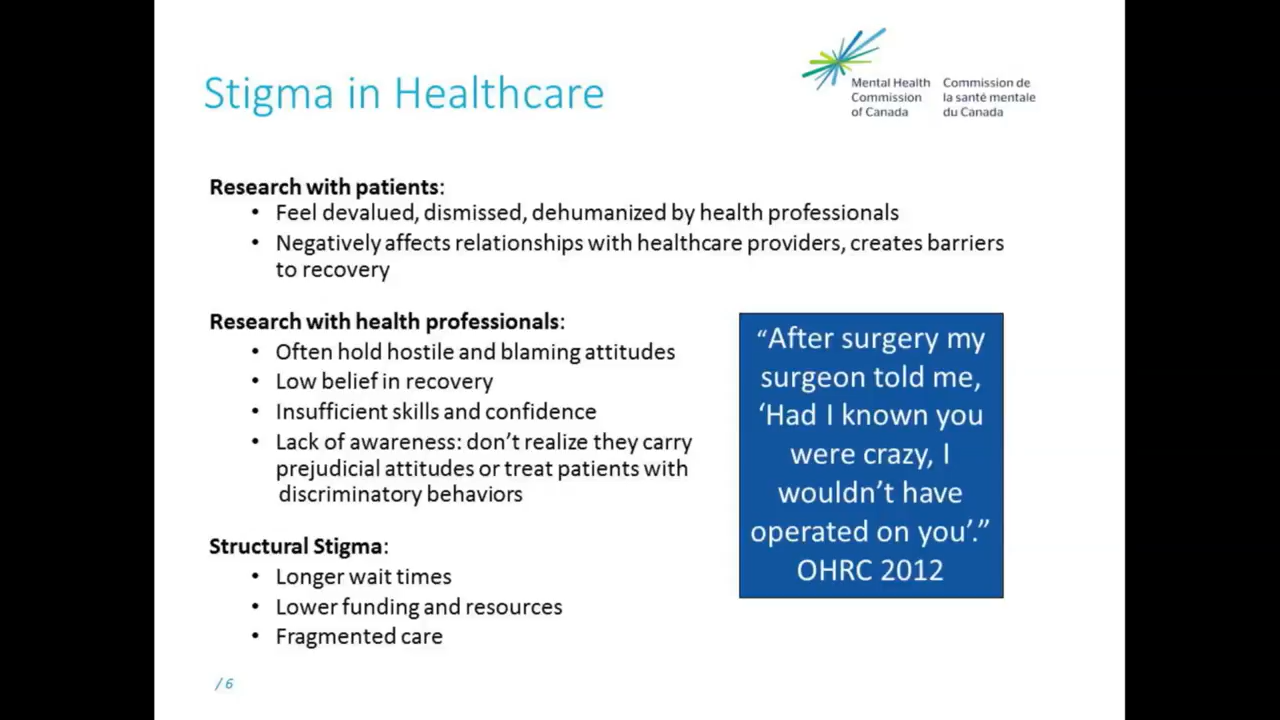 Stigma in Healthcare
Mental Health Commission de
Commission la santé mentale
of Canada du Canada
Research with patients:
• Feel devalued, dismissed, dehumanized by health professionals
• Negatively affects relationships with healthcare providers, creates barriers
to recovery
Research with health professionals:
• Often hold hostile and blaming attitudes
• Low belief in recovery
• Insufficient skills and confidence
• Lack of awareness: don’t realize they carry
prejudicial attitudes or treat patients with
discriminatory behaviors
Structural Stigma:
• Longer wait times
• Lower funding and resources
• Fragmented care
“After surgery my
surgeon told me,
‘Had I known you
were crazy, I
wouldn’t have
operated on you’.”
OHRC 2012
/ 6